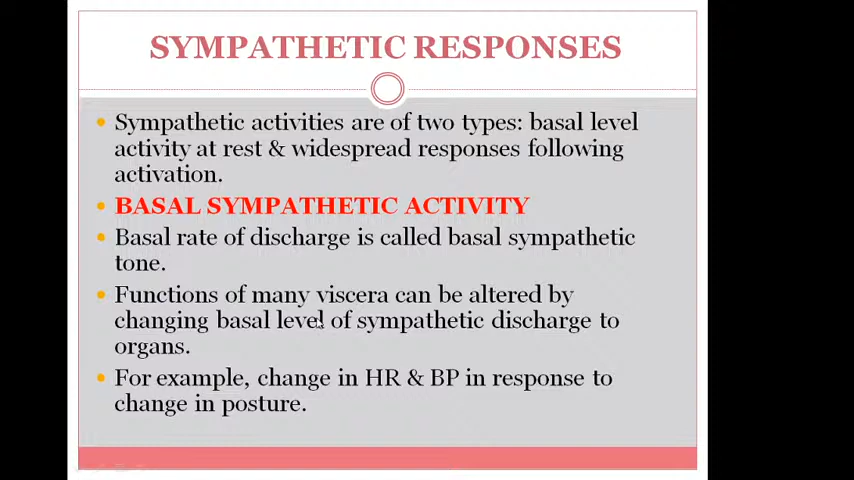 SYMPATHETIC RESPONSES
• Sympathetic activities are of two types: basal level
activity at rest & widespread responses following
activation.
• BASAL SYMPATHETIC ACTIVITY
• Basal rate of discharge is called basal sympathetic
tone.
• Functions of many viscera can be altered by
changing basal level of sympathetic discharge to
organs.
• For example, change in HR & BP in response to
change in posture.